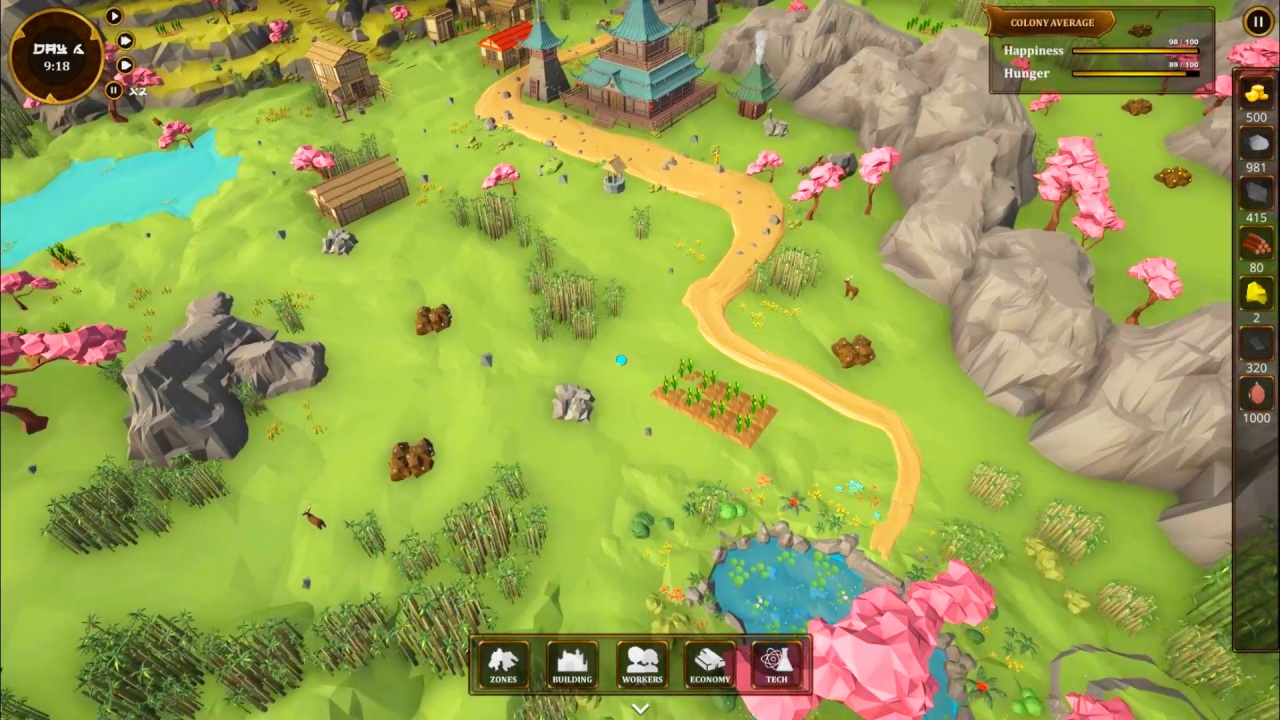 DAY 6
9:18
X2
COLONY AVERAGE
98 / 100
Happiness
89 / 100
Hunger
500
981
415
80
2
320
1000
ZONES
BUILDING
WORKERS
ECONOMY
TECH